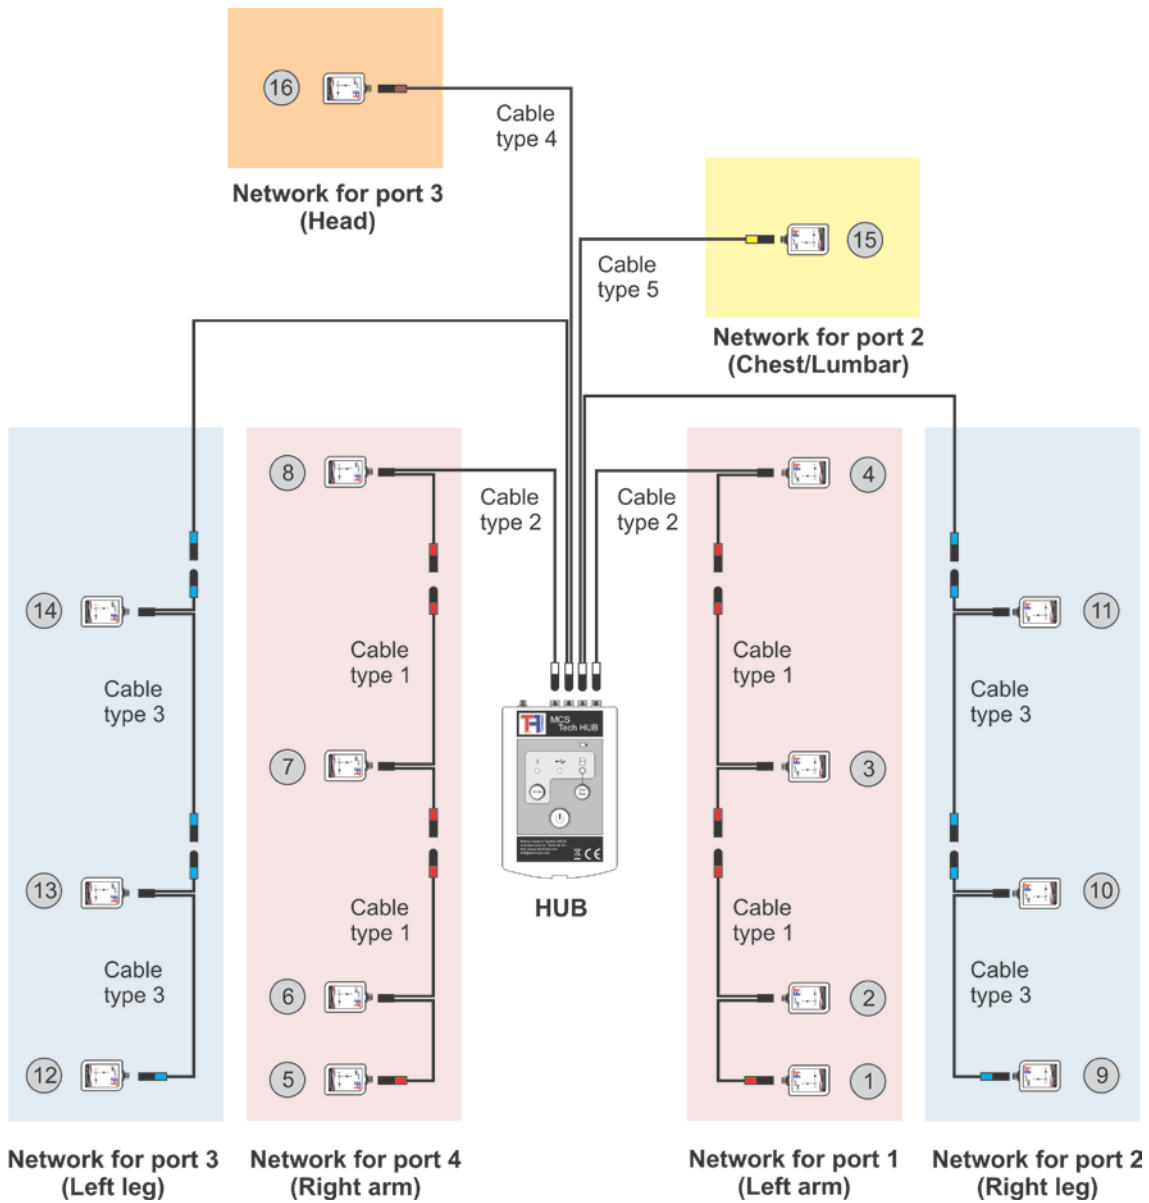 16
Cable
type 4
Network for port 3
(Head)
15
Cable
type 5
Network for port 2
(Chest/Lumbar)
8
Cable
type 2
Cable
type 2
4
14
11
Cable
type 1
Cable
type 1
Cable
type 3
Cable
type 3
MCS
Tech HUB
7
3
13
10
HUB
Cable
type 1
Cable
type 1
Cable
type 3
Cable
type 3
6
2
12
5
1
9
Network for port 3
(Left leg)
Network for port 4
(Right arm)
Network for port 1
(Left arm)
Network for port 2
(Right leg)